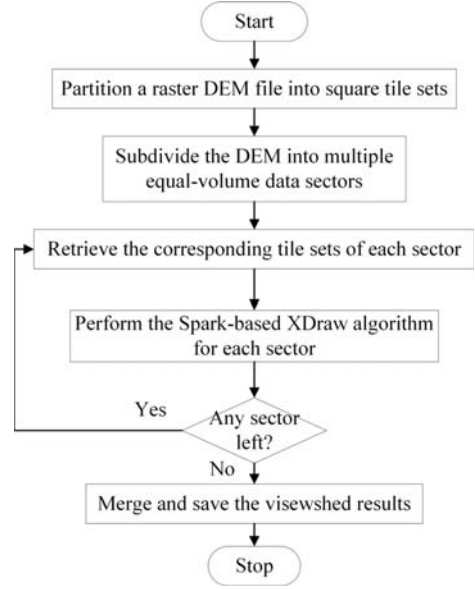 Start
Partition a raster DEM file into square tile sets
Subdivide the DEM into multiple
equal-volume data sectors
Retrieve the corresponding tile sets of each sector
Perform the Spark-based XDraw algorithm
for each sector
Yes
Any sector
left?
No
Merge and save the visewshed results
Stop